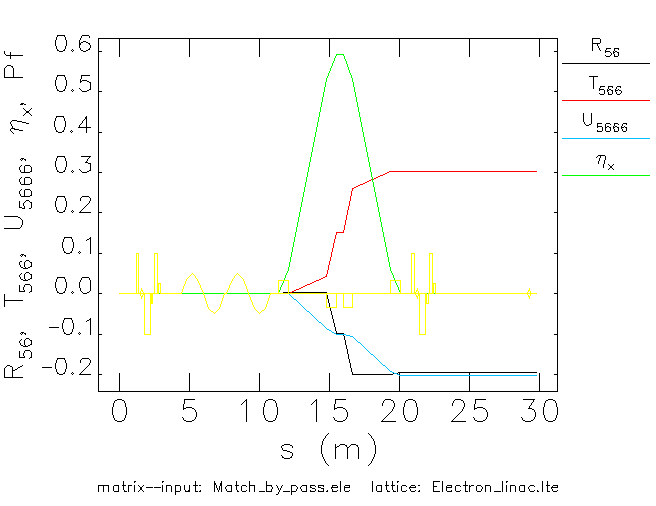 R56, T566, U5666, ηx, Pf
0.6
0.5
0.4
0.3
0.2
0.1
0.0
-0.1
-0.2
0 5 10 15 20 25 30
s (m)
R56
T566
U5666
ηx
matrix--input: Match_by_pass.ele lattice: Electron_linac.lte